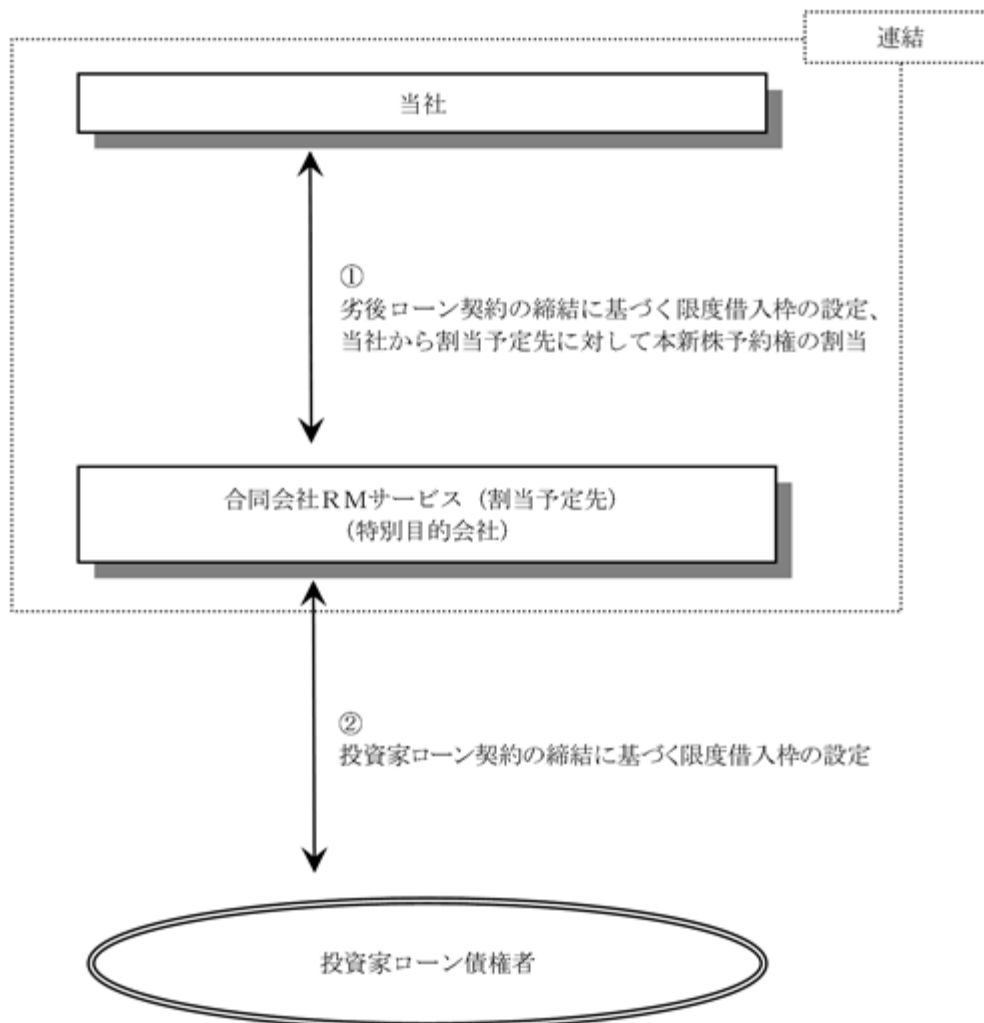 連結
当社
①
劣後ローン契約の締結に基づく限度借入枠の設定、
当社から割当予定先に対して本新株予約権の割当
合同会社ＲＭサービス（割当予定先）
（特別目的会社）
②
投資家ローン契約の締結に基づく限度借入枠の設定
投資家ローン債権者